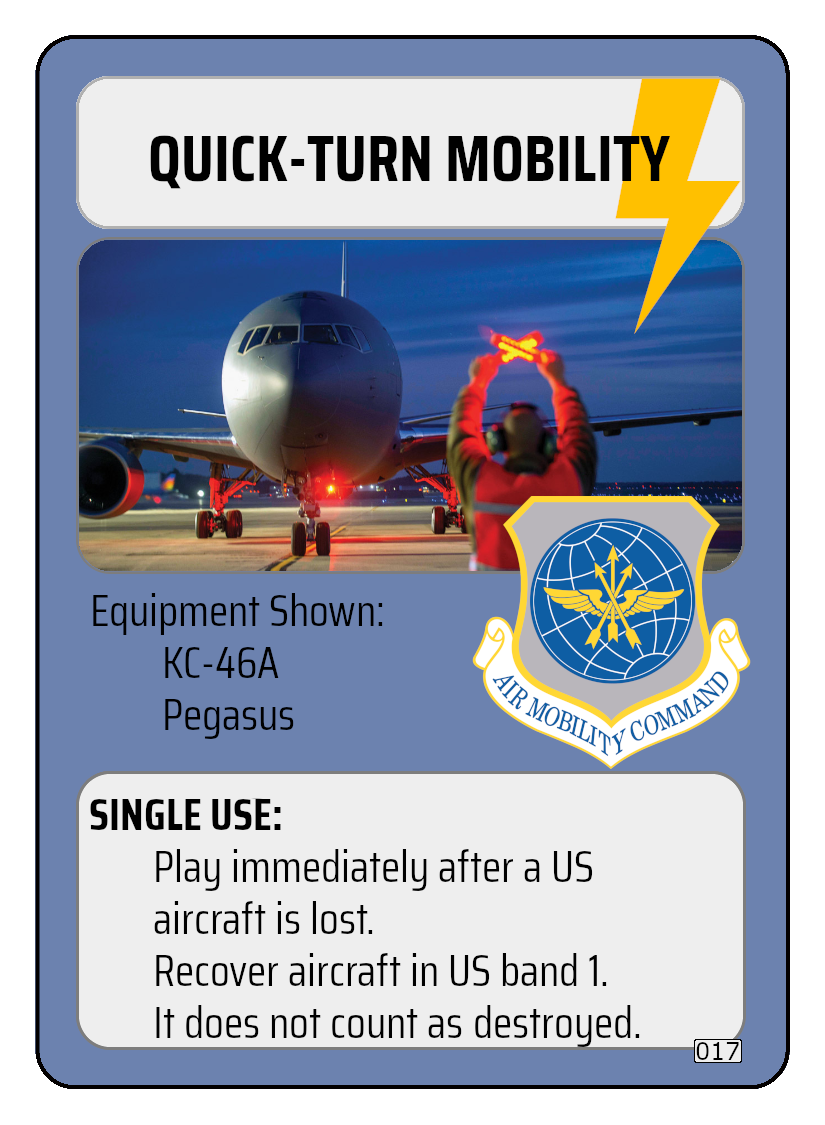 QUICK-TURN MOBILITY
Equipment Shown:
KC-46A
Pegasus
AIR MOBILITY COMMAND
SINGLE USE:
Play immediately after a US
aircraft is lost.
Recover aircraft in US band 1.
It does not count as destroyed.
017